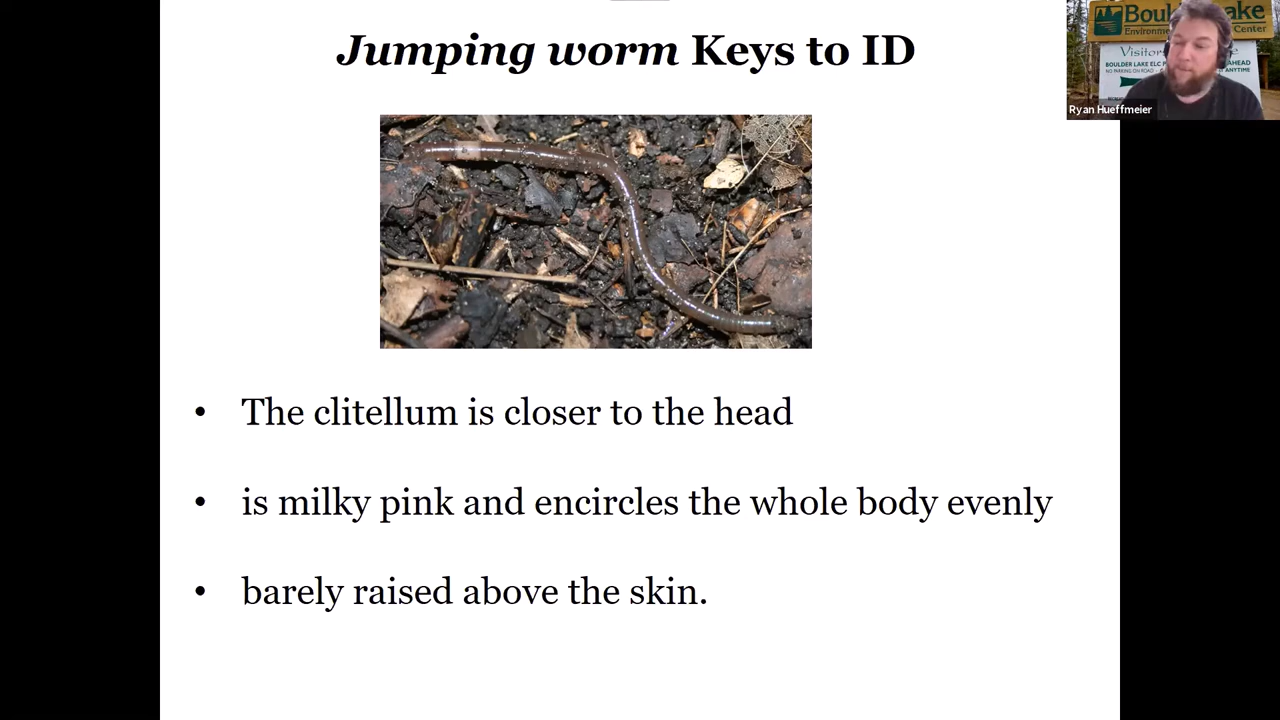 Jumping worm Keys to ID
Ryan Hueffmeier
• The clitellum is closer to the head
• is milky pink and encircles the whole body evenly
• barely raised above the skin.